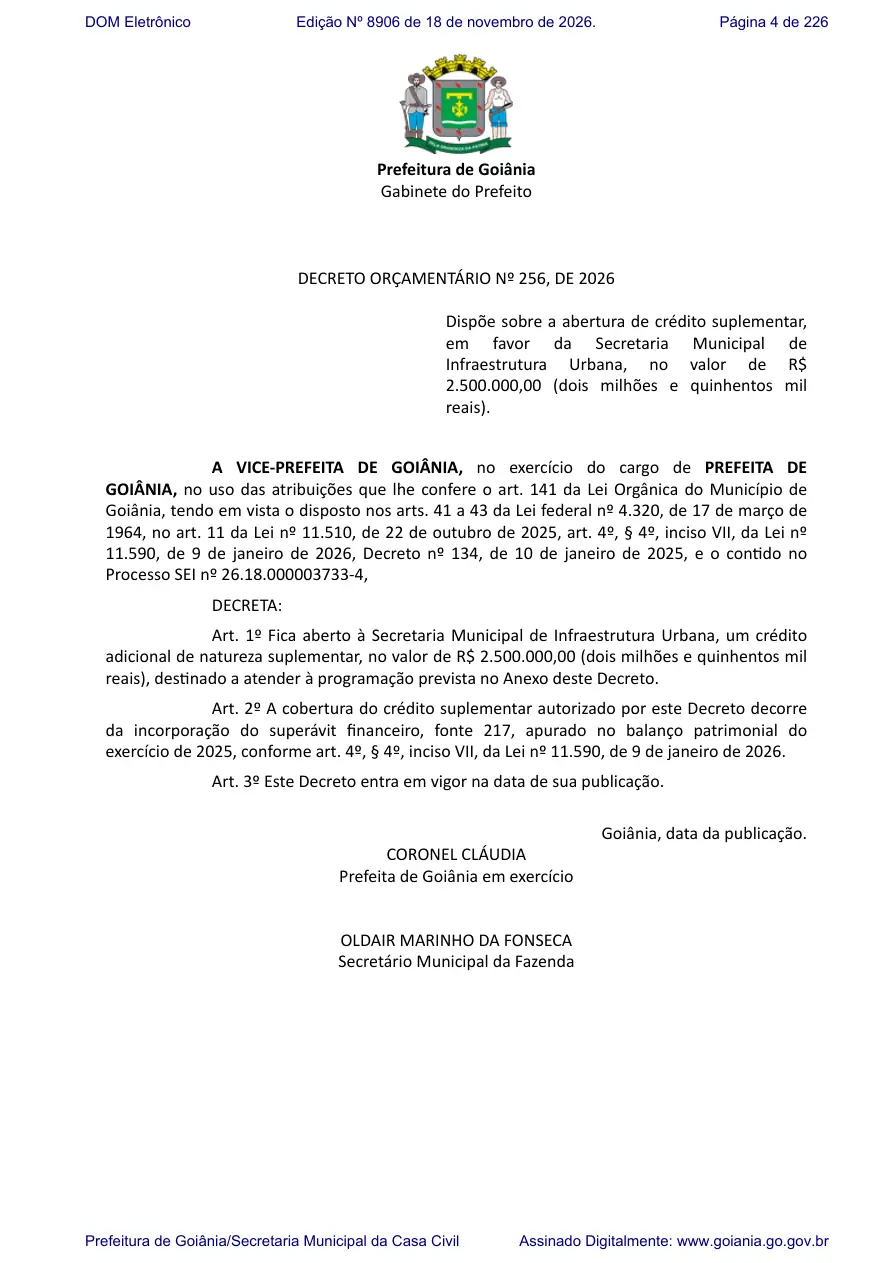 DOM Eletrônico Edição Nº 8906 de 18 de novembro de 2026. Página 4 de 226
Prefeitura de Goiânia
Gabinete do Prefeito
DECRETO ORÇAMENTÁRIO Nº 256, DE 2026
Dispõe sobre a abertura de crédito suplementar,
em favor da Secretaria Municipal de
Infraestrutura Urbana, no valor de R$
2.500.000,00 (dois milhões e quinhentos mil
reais).
A VICE-PREFEITA DE GOIÂNIA, no exercício do cargo de PREFEITA DE
GOIÂNIA, no uso das atribuições que lhe confere o art. 141 da Lei Orgânica do Município de
Goiânia, tendo em vista o disposto nos arts. 41 a 43 da Lei federal nº 4.320, de 17 de março de
1964, no art. 11 da Lei nº 11.510, de 22 de outubro de 2025, art. 4º, § 4º, inciso VII, da Lei nº
11.590, de 9 de janeiro de 2026, Decreto nº 134, de 10 de janeiro de 2025, e o contido no
Processo SEI nº 26.18.000003733-4,
DECRETA:
Art. 1º Fica aberto à Secretaria Municipal de Infraestrutura Urbana, um crédito
adicional de natureza suplementar, no valor de R$ 2.500.000,00 (dois milhões e quinhentos mil
reais), destinado a atender à programação prevista no Anexo deste Decreto.
Art. 2º A cobertura do crédito suplementar autorizado por este Decreto decorre
da incorporação do superávit financeiro, fonte 217, apurado no balanço patrimonial do
exercício de 2025, conforme art. 4º, § 4º, inciso VII, da Lei nº 11.590, de 9 de janeiro de 2026.
Art. 3º Este Decreto entra em vigor na data de sua publicação.
Goiânia, data da publicação.
CORONEL CLÁUDIA
Prefeita de Goiânia em exercício
OLDAIR MARINHO DA FONSECA
Secretário Municipal da Fazenda
Prefeitura de Goiânia/Secretaria Municipal da Casa Civil Assinado Digitalmente: www.goiania.go.gov.br